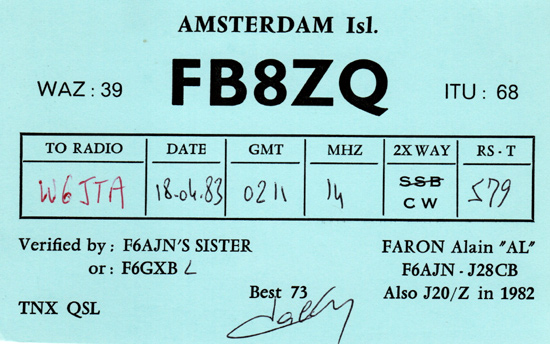 AMSTERDAM Isl.
WAZ : 39 FB8ZQ ITU : 68
TO RADIO DATE GMT MHZ 2X WAY RS - T
W6JTA 18.04.83 0211 14 SSB CW 579
Verified by : F6AJN'S SISTER FARON Alain "AL"
or : F6GXB L F6AJN - J28CB
Best 73 Also J20/Z in 1982
TNX QSL